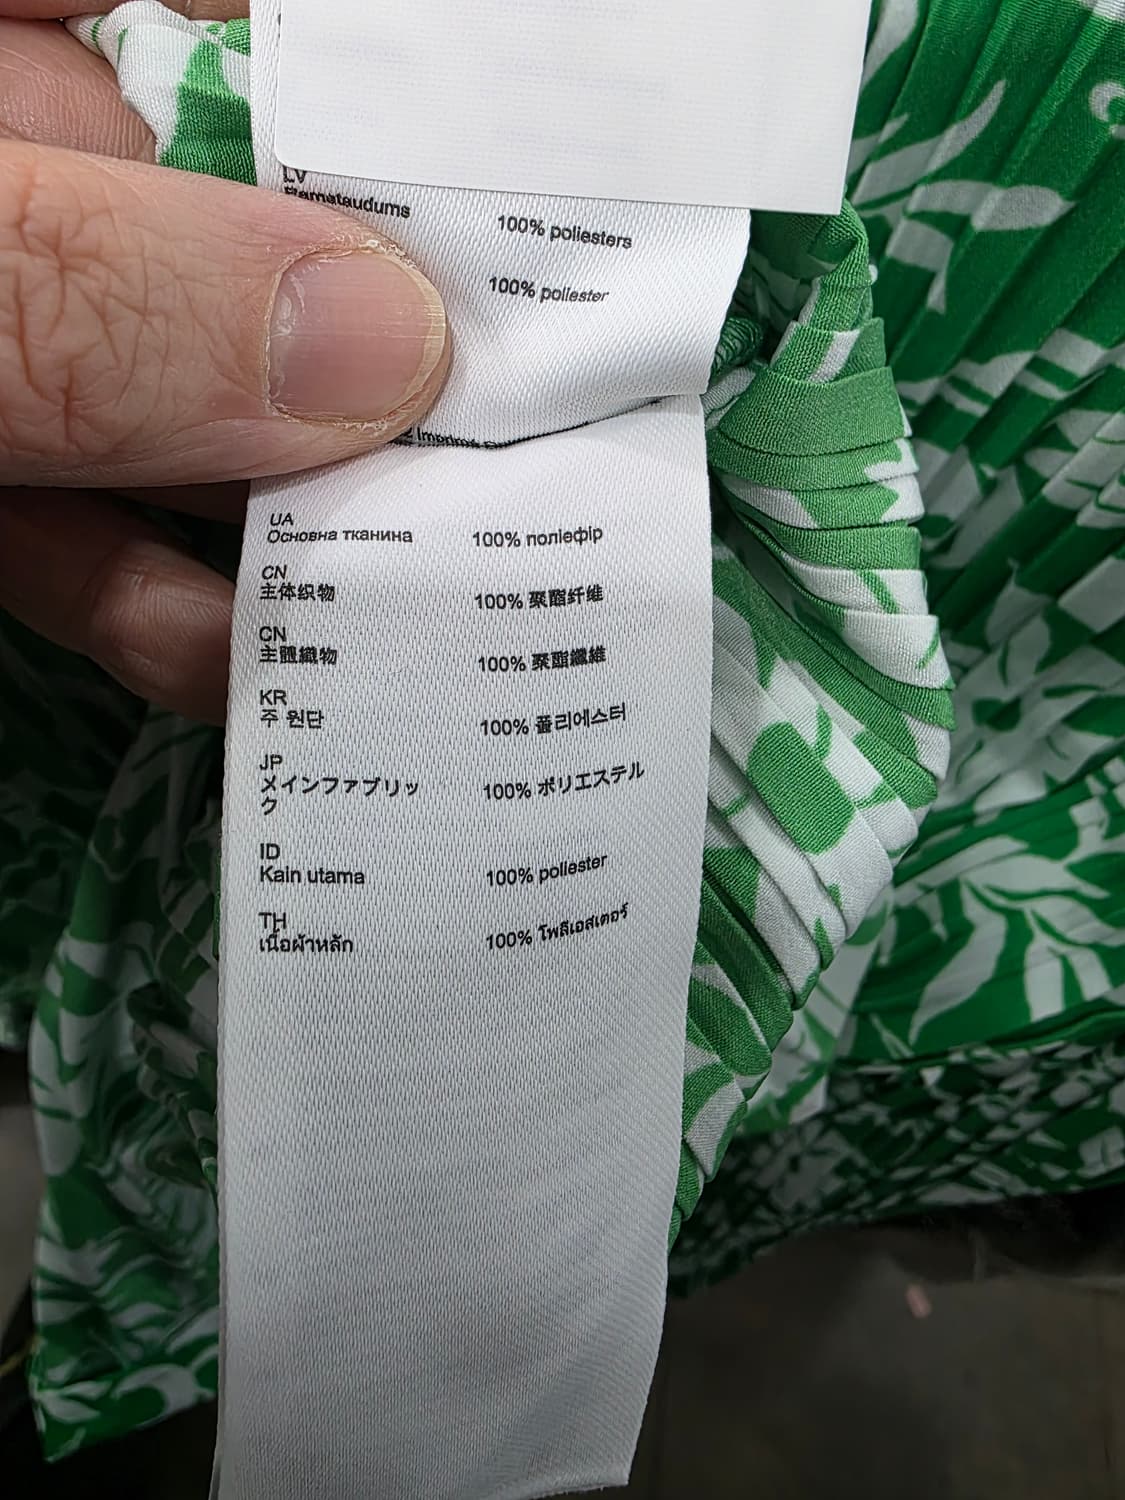 LV
Pamataudums 100% poliesters
100% poliester
UA
Основна тканина 100% поліефір
CN
主体织物 100% 聚酯纤维
CN
主體織物 100% 聚酯纖維
KR
주 원단 100% 폴리에스터
JP
メインファブリッ 100% ポリエステル
ク
ID
Kain utama 100% poliester
TH
เนื้อผ้าหลัก 100% โพลีเอสเตอร์